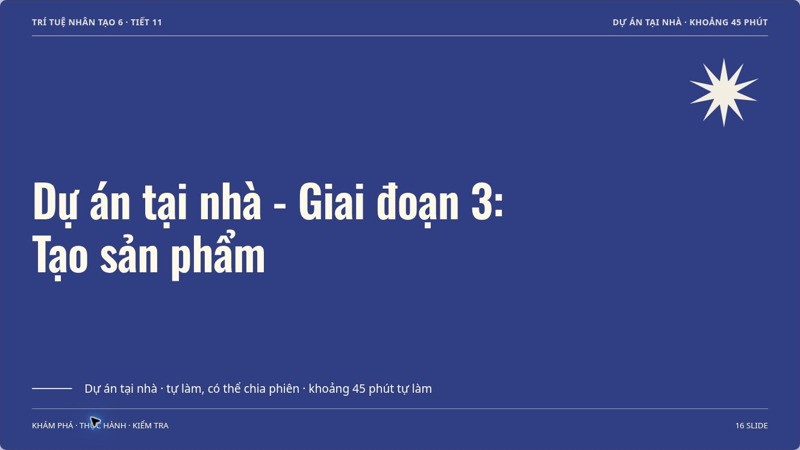 TRÍ TUỆ NHÂN TẠO 6 · TIẾT 11
DỰ ÁN TẠI NHÀ · KHOẢNG 45 PHÚT
Dự án tại nhà - Giai đoạn 3:
Tạo sản phẩm
Dự án tại nhà · tự làm, có thể chia phiên · khoảng 45 phút tự làm
KHÁM PHÁ · THỰC HÀNH · KIỂM TRA
16 SLIDE